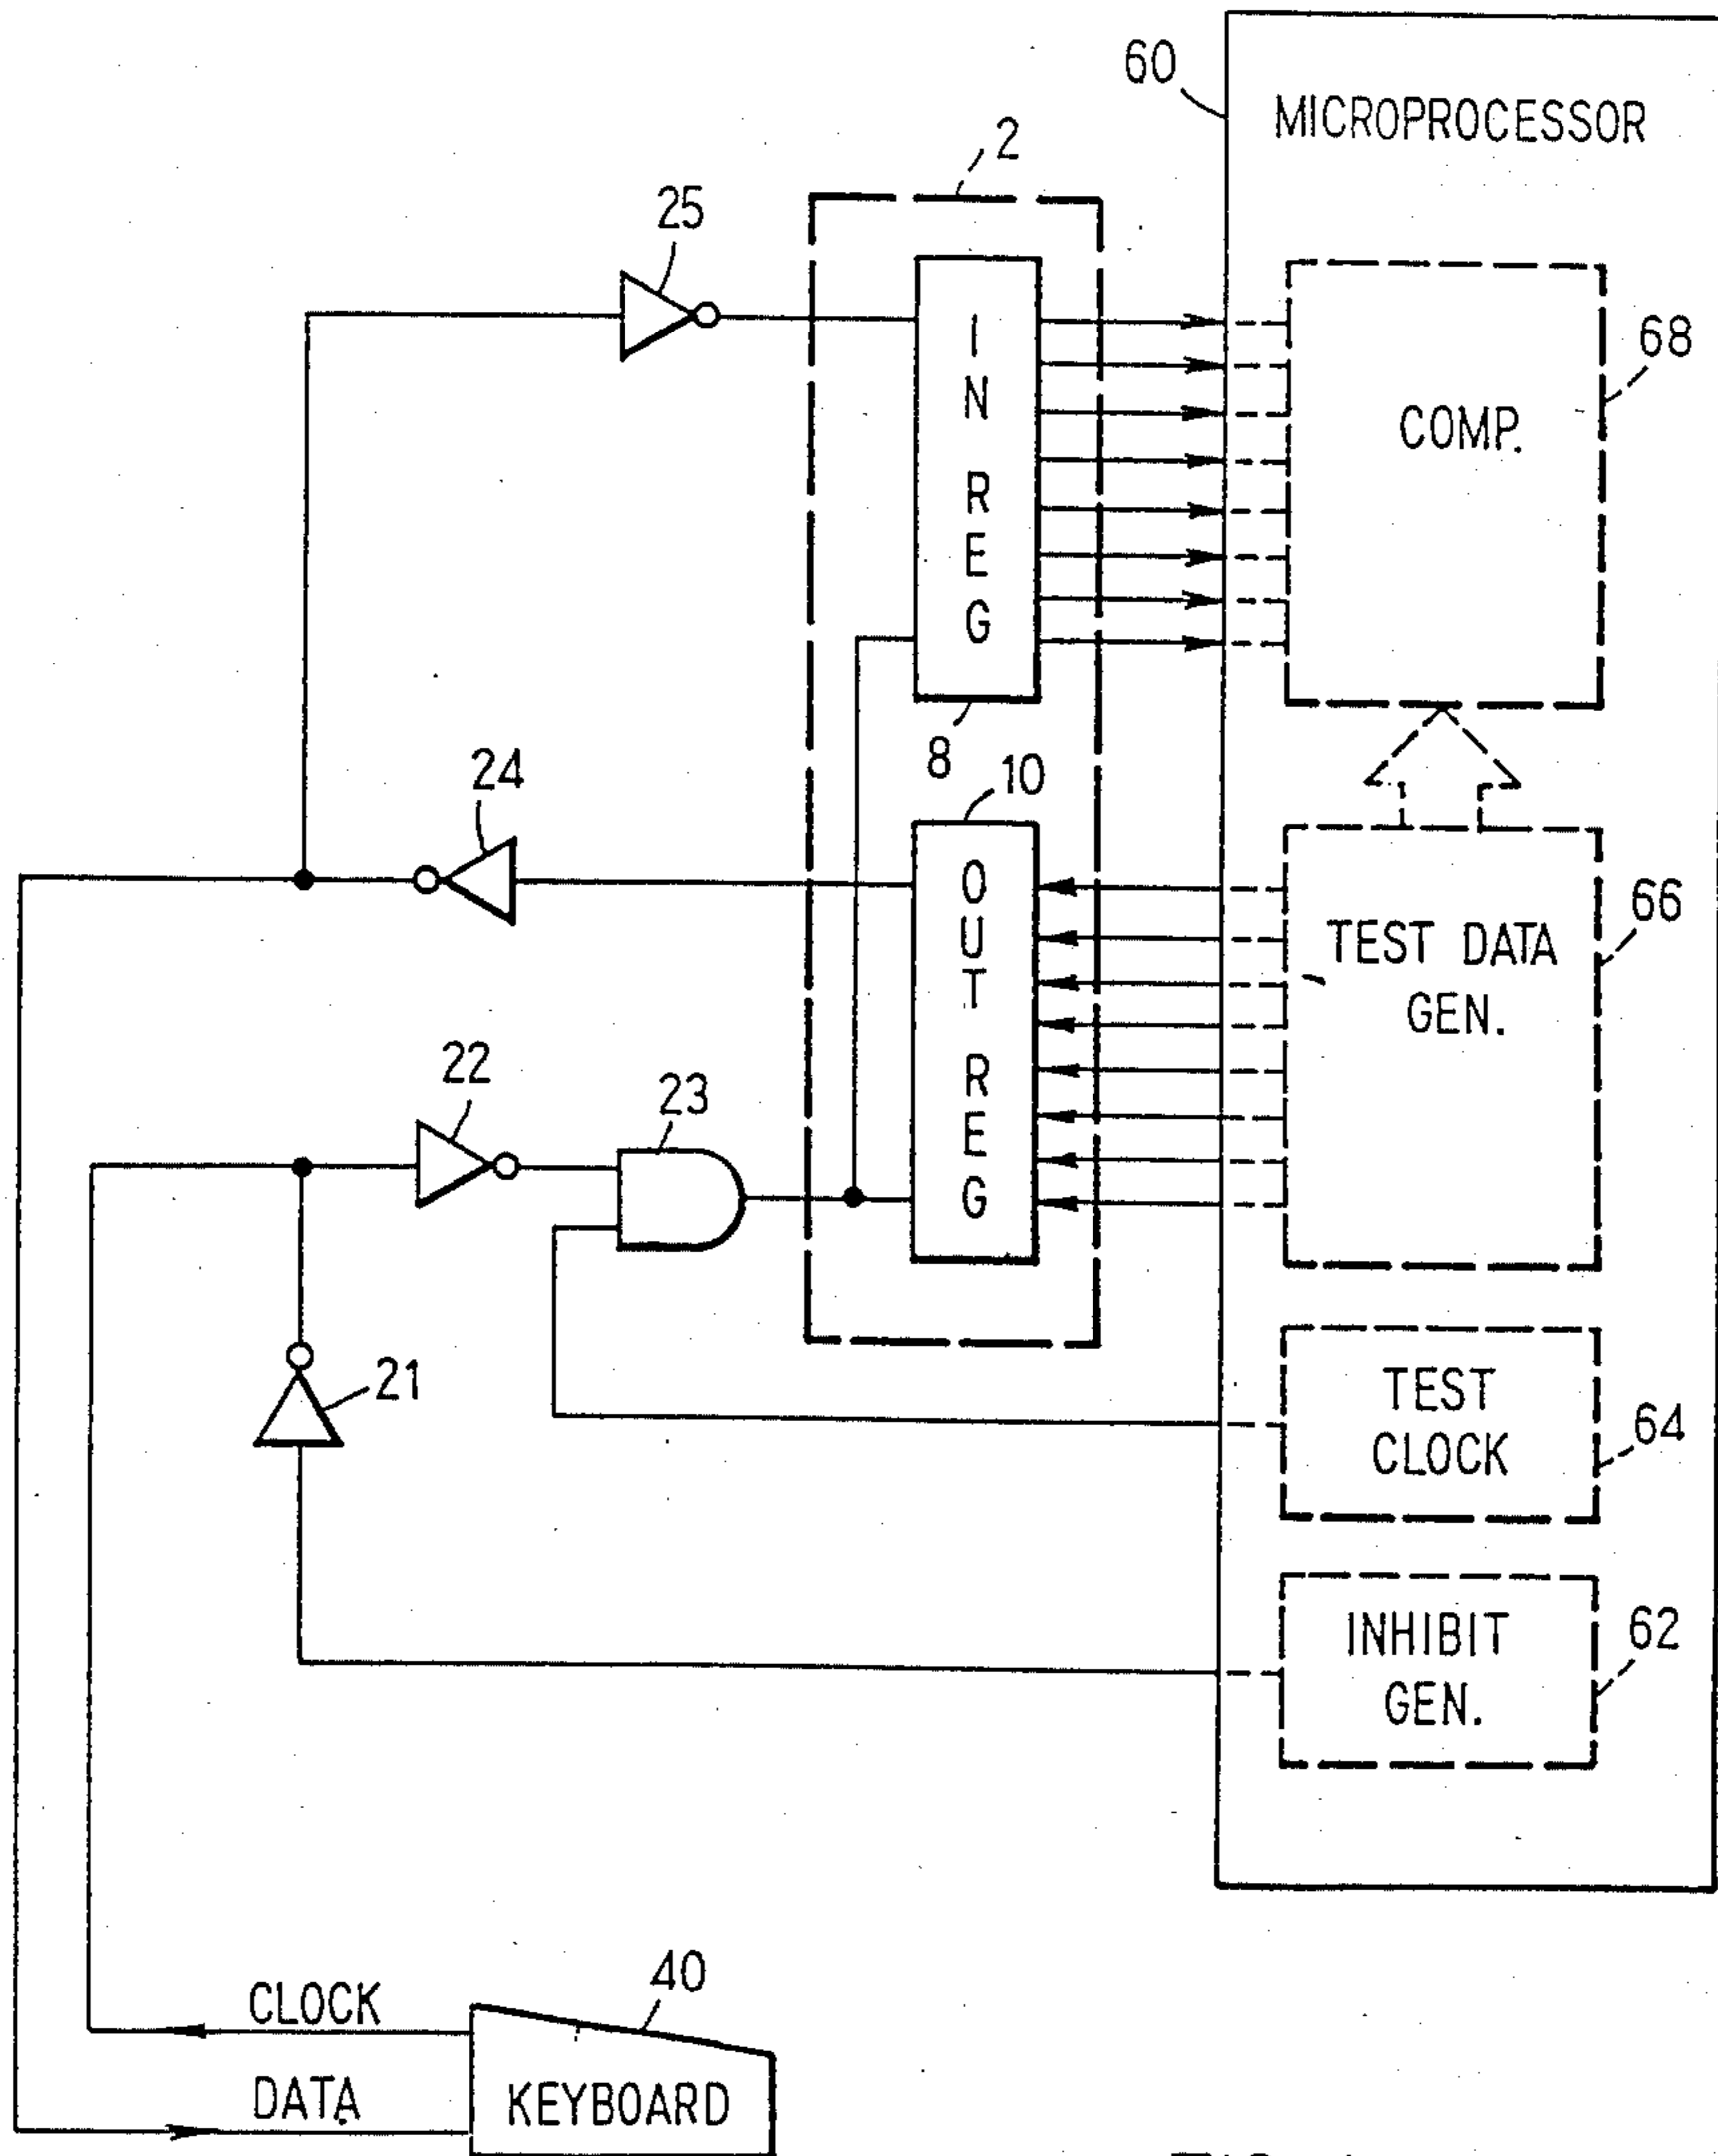 60
MICROPROCESSOR
2
25
IN REG
COMP.
68
8
24
10
OUT REG
TEST DATA
GEN.
66
22
23
21
TEST
CLOCK
64
INHIBIT
GEN.
62
CLOCK
40
DATA
KEYBOARD